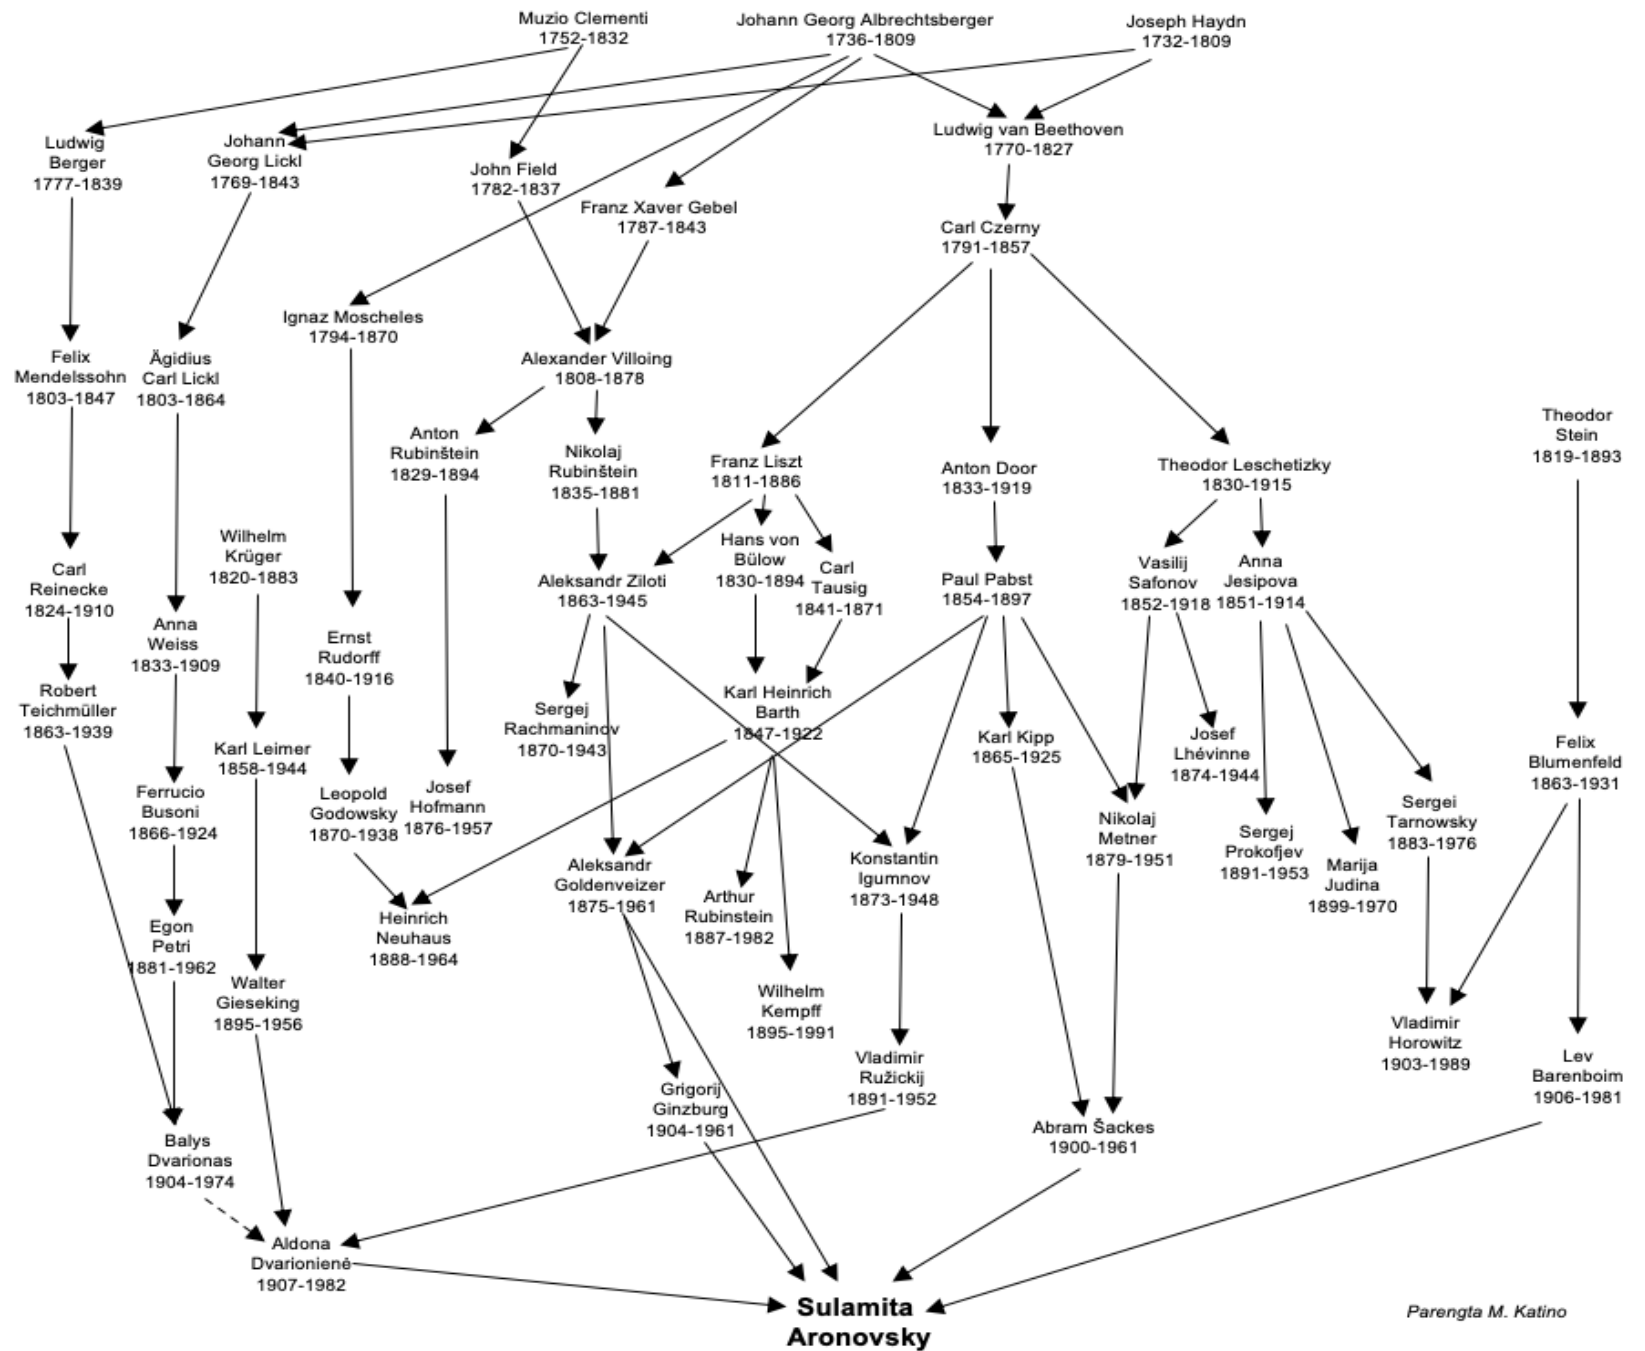 Muzio Clementi
1752-1832
Johann Georg Albrechtsberger
1736-1809
Joseph Haydn
1732-1809
Ludwig
Berger
1777-1839
Johann
Georg Lickl
1769-1843
John Field
1782-1837
Franz Xaver Gebel
1787-1843
Ludwig van Beethoven
1770-1827
Carl Czerny
1791-1857
Ignaz Moscheles
1794-1870
Felix
Mendelssohn
1803-1847
Ägidius
Carl Lickl
1803-1864
Alexander Villoing
1808-1878
Anton
Rubinštein
1829-1894
Nikolaj
Rubinštein
1835-1881
Franz Liszt
1811-1886
Anton Door
1833-1919
Theodor Leschetizky
1830-1915
Theodor
Stein
1819-1893
Carl
Reinecke
1824-1910
Wilhelm
Krüger
1820-1883
Aleksandr Ziloti
1863-1945
Hans von
Bülow
1830-1894
Carl
Tausig
1841-1871
Paul Pabst
1854-1897
Vasilij
Safonov
1852-1918
Anna
Jesipova
1851-1914
Anna
Weiss
1833-1909
Ernst
Rudorff
1840-1916
Robert
Teichmüller
1863-1939
Karl Leimer
1858-1944
Sergej
Rachmaninov
1870-1943
Karl Heinrich
Barth
1847-1922
Karl Kipp
1865-1925
Josef
Lhévinne
1874-1944
Felix
Blumenfeld
1863-1931
Ferrucio
Busoni
1866-1924
Leopold
Godowsky
1870-1938
Josef
Hofmann
1876-1957
Nikolaj
Metner
1879-1951
Sergej
Prokofjev
1891-1953
Marija
Judina
1899-1970
Sergei
Tarnowsky
1883-1976
Aleksandr
Goldenveizer
1875-1961
Konstantin
Igumnov
1873-1948
Arthur
Rubinstein
1887-1982
Heinrich
Neuhaus
1888-1964
Egon
Petri
1881-1962
Walter
Gieseking
1895-1956
Wilhelm
Kempff
1895-1991
Vladimir
Horowitz
1903-1989
Lev
Barenboim
1906-1981
Vladimir
Ružickij
1891-1952
Grigorij
Ginzburg
1904-1961
Abram Šackes
1900-1961
Balys
Dvarionas
1904-1974
Aldona
Dvarionienė
1907-1982
Sulamita
Aronovsky
Parengta M. Katino